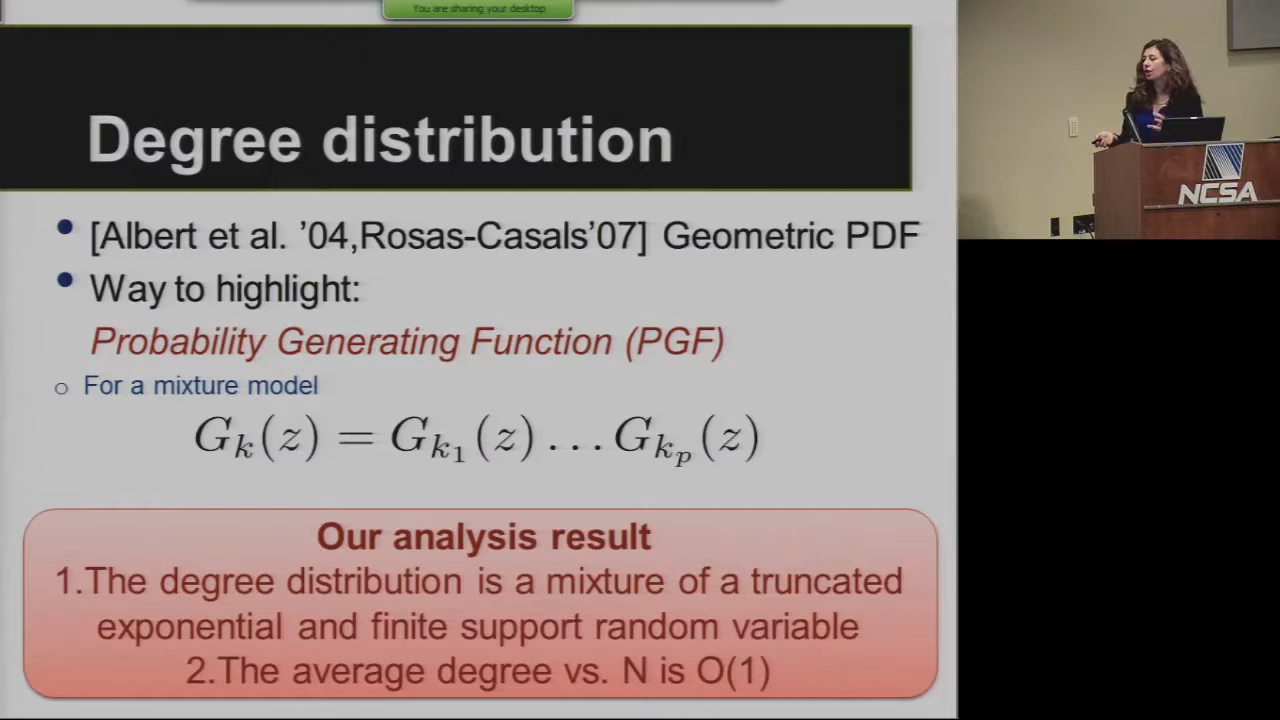 You are sharing your desktop
Degree distribution
• [Albert et al. ’04,Rosas-Casals’07] Geometric PDF
• Way to highlight:
Probability Generating Function (PGF)
o For a mixture model
G_k(z) = G_{k_1}(z) . . . G_{k_p}(z)
Our analysis result
1.The degree distribution is a mixture of a truncated
exponential and finite support random variable
2.The average degree vs. N is O(1)
NCSA